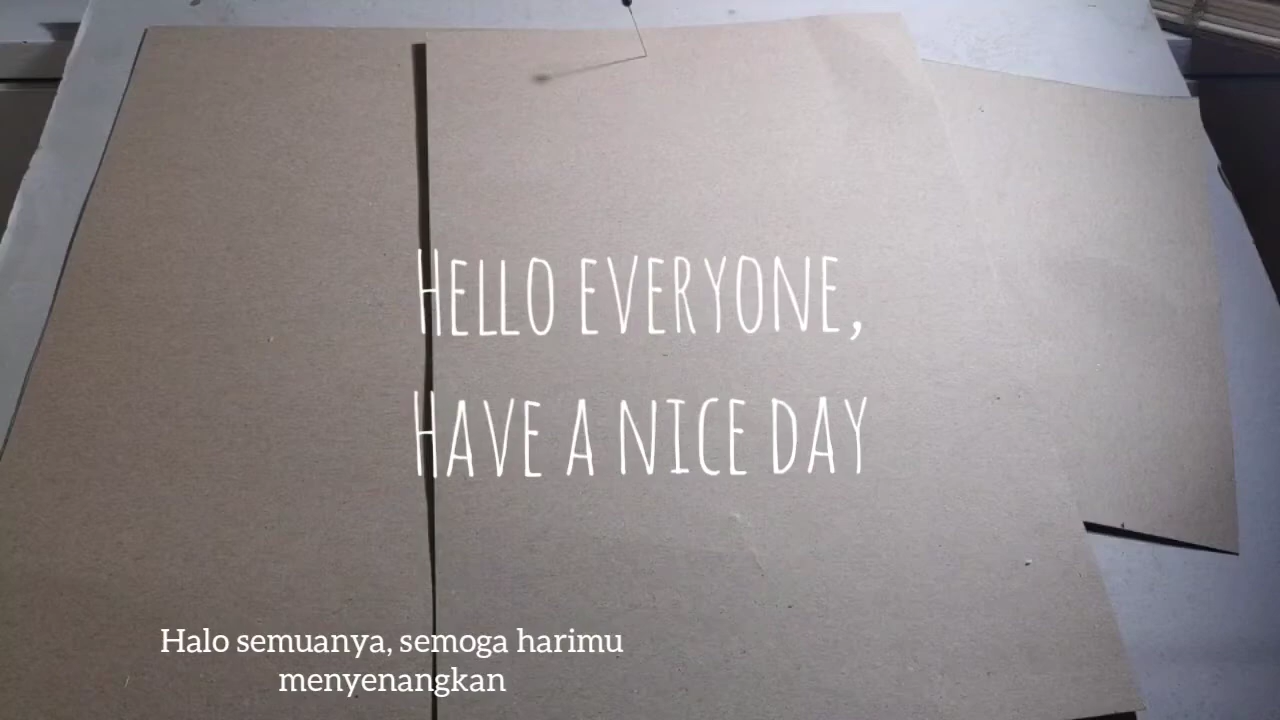 Hello everyone,
Have a nice day
Halo semuanya, semoga harimu
menyenangkan